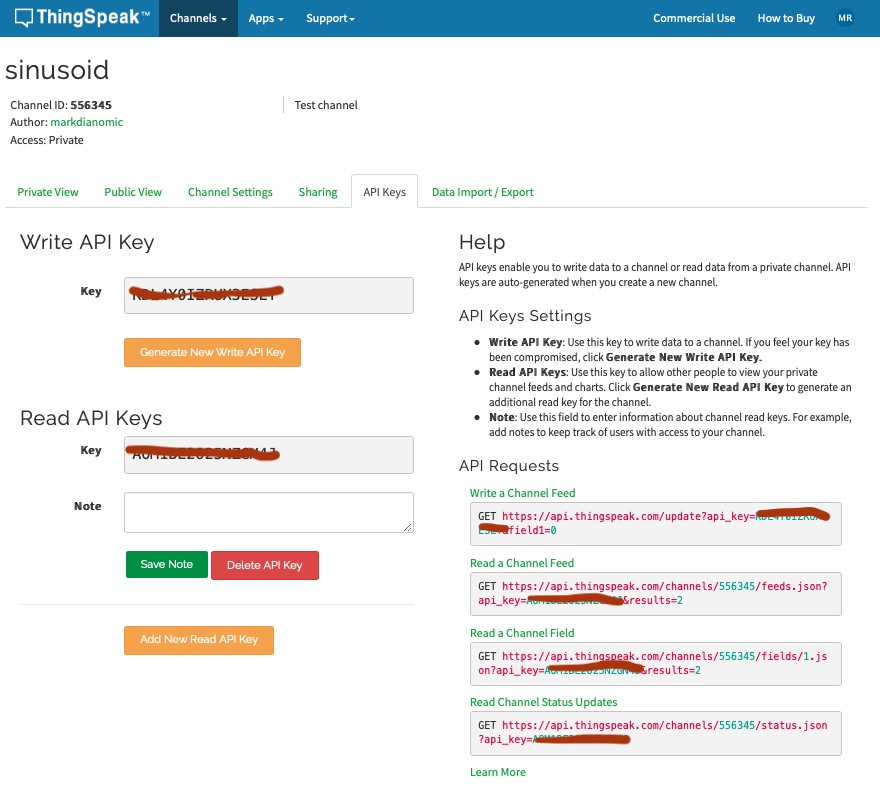 ThingSpeak™ Channels Apps Support Commercial Use How to Buy MR
sinusoid
Channel ID: 556345
Test channel
Author: markdianomic
Access: Private
Private View Public View Channel Settings Sharing API Keys Data Import / Export
Write API Key
Key
Generate New Write API Key
Read API Keys
Key
Note
Save Note Delete API Key
Add New Read API Key
Help
API keys enable you to write data to a channel or read data from a private channel. API
keys are auto-generated when you create a new channel.
API Keys Settings
• Write API Key: Use this key to write data to a channel. If you feel your key has
been compromised, click Generate New Write API Key.
• Read API Keys: Use this key to allow other people to view your private
channel feeds and charts. Click Generate New Read API Key to generate an
additional read key for the channel.
• Note: Use this field to enter information about channel read keys. For example,
add notes to keep track of users with access to your channel.
API Requests
Write a Channel Feed
GET https://api.thingspeak.com/update?api_key=
&field1=0
Read a Channel Feed
GET https://api.thingspeak.com/channels/556345/feeds.json?
api_key=&results=2
Read a Channel Field
GET https://api.thingspeak.com/channels/556345/fields/1.js
on?api_key=&results=2
Read Channel Status Updates
GET https://api.thingspeak.com/channels/556345/status.json
?api_key=
Learn More